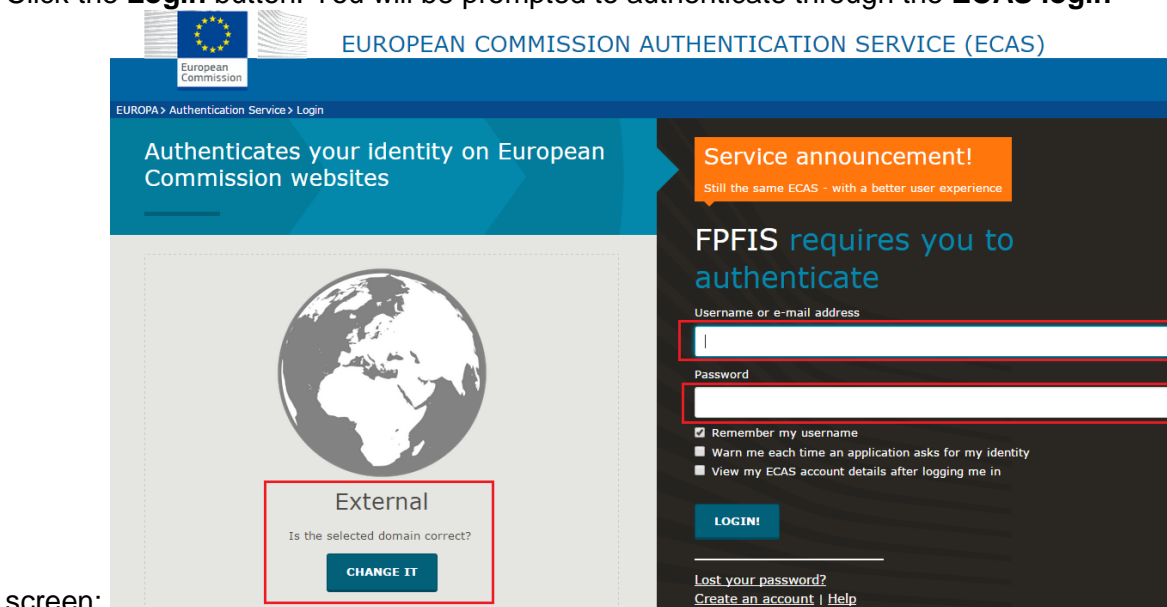 Click the Login button. You will be prompted to authenticate through the ECAS login
EUROPEAN COMMISSION AUTHENTICATION SERVICE (ECAS)
European
Commission
EUROPA > Authentication Service > Login
Authenticates your identity on European
Commission websites
Service announcement!
Still the same ECAS - with a better user experience
FPFIS requires you to
authenticate
Username or e-mail address
Password
Remember my username
Warn me each time an application asks for my identity
View my ECAS account details after logging me in
External
Is the selected domain correct?
CHANGE IT
LOGIN!
Lost your password?
Create an account | Help
screen: